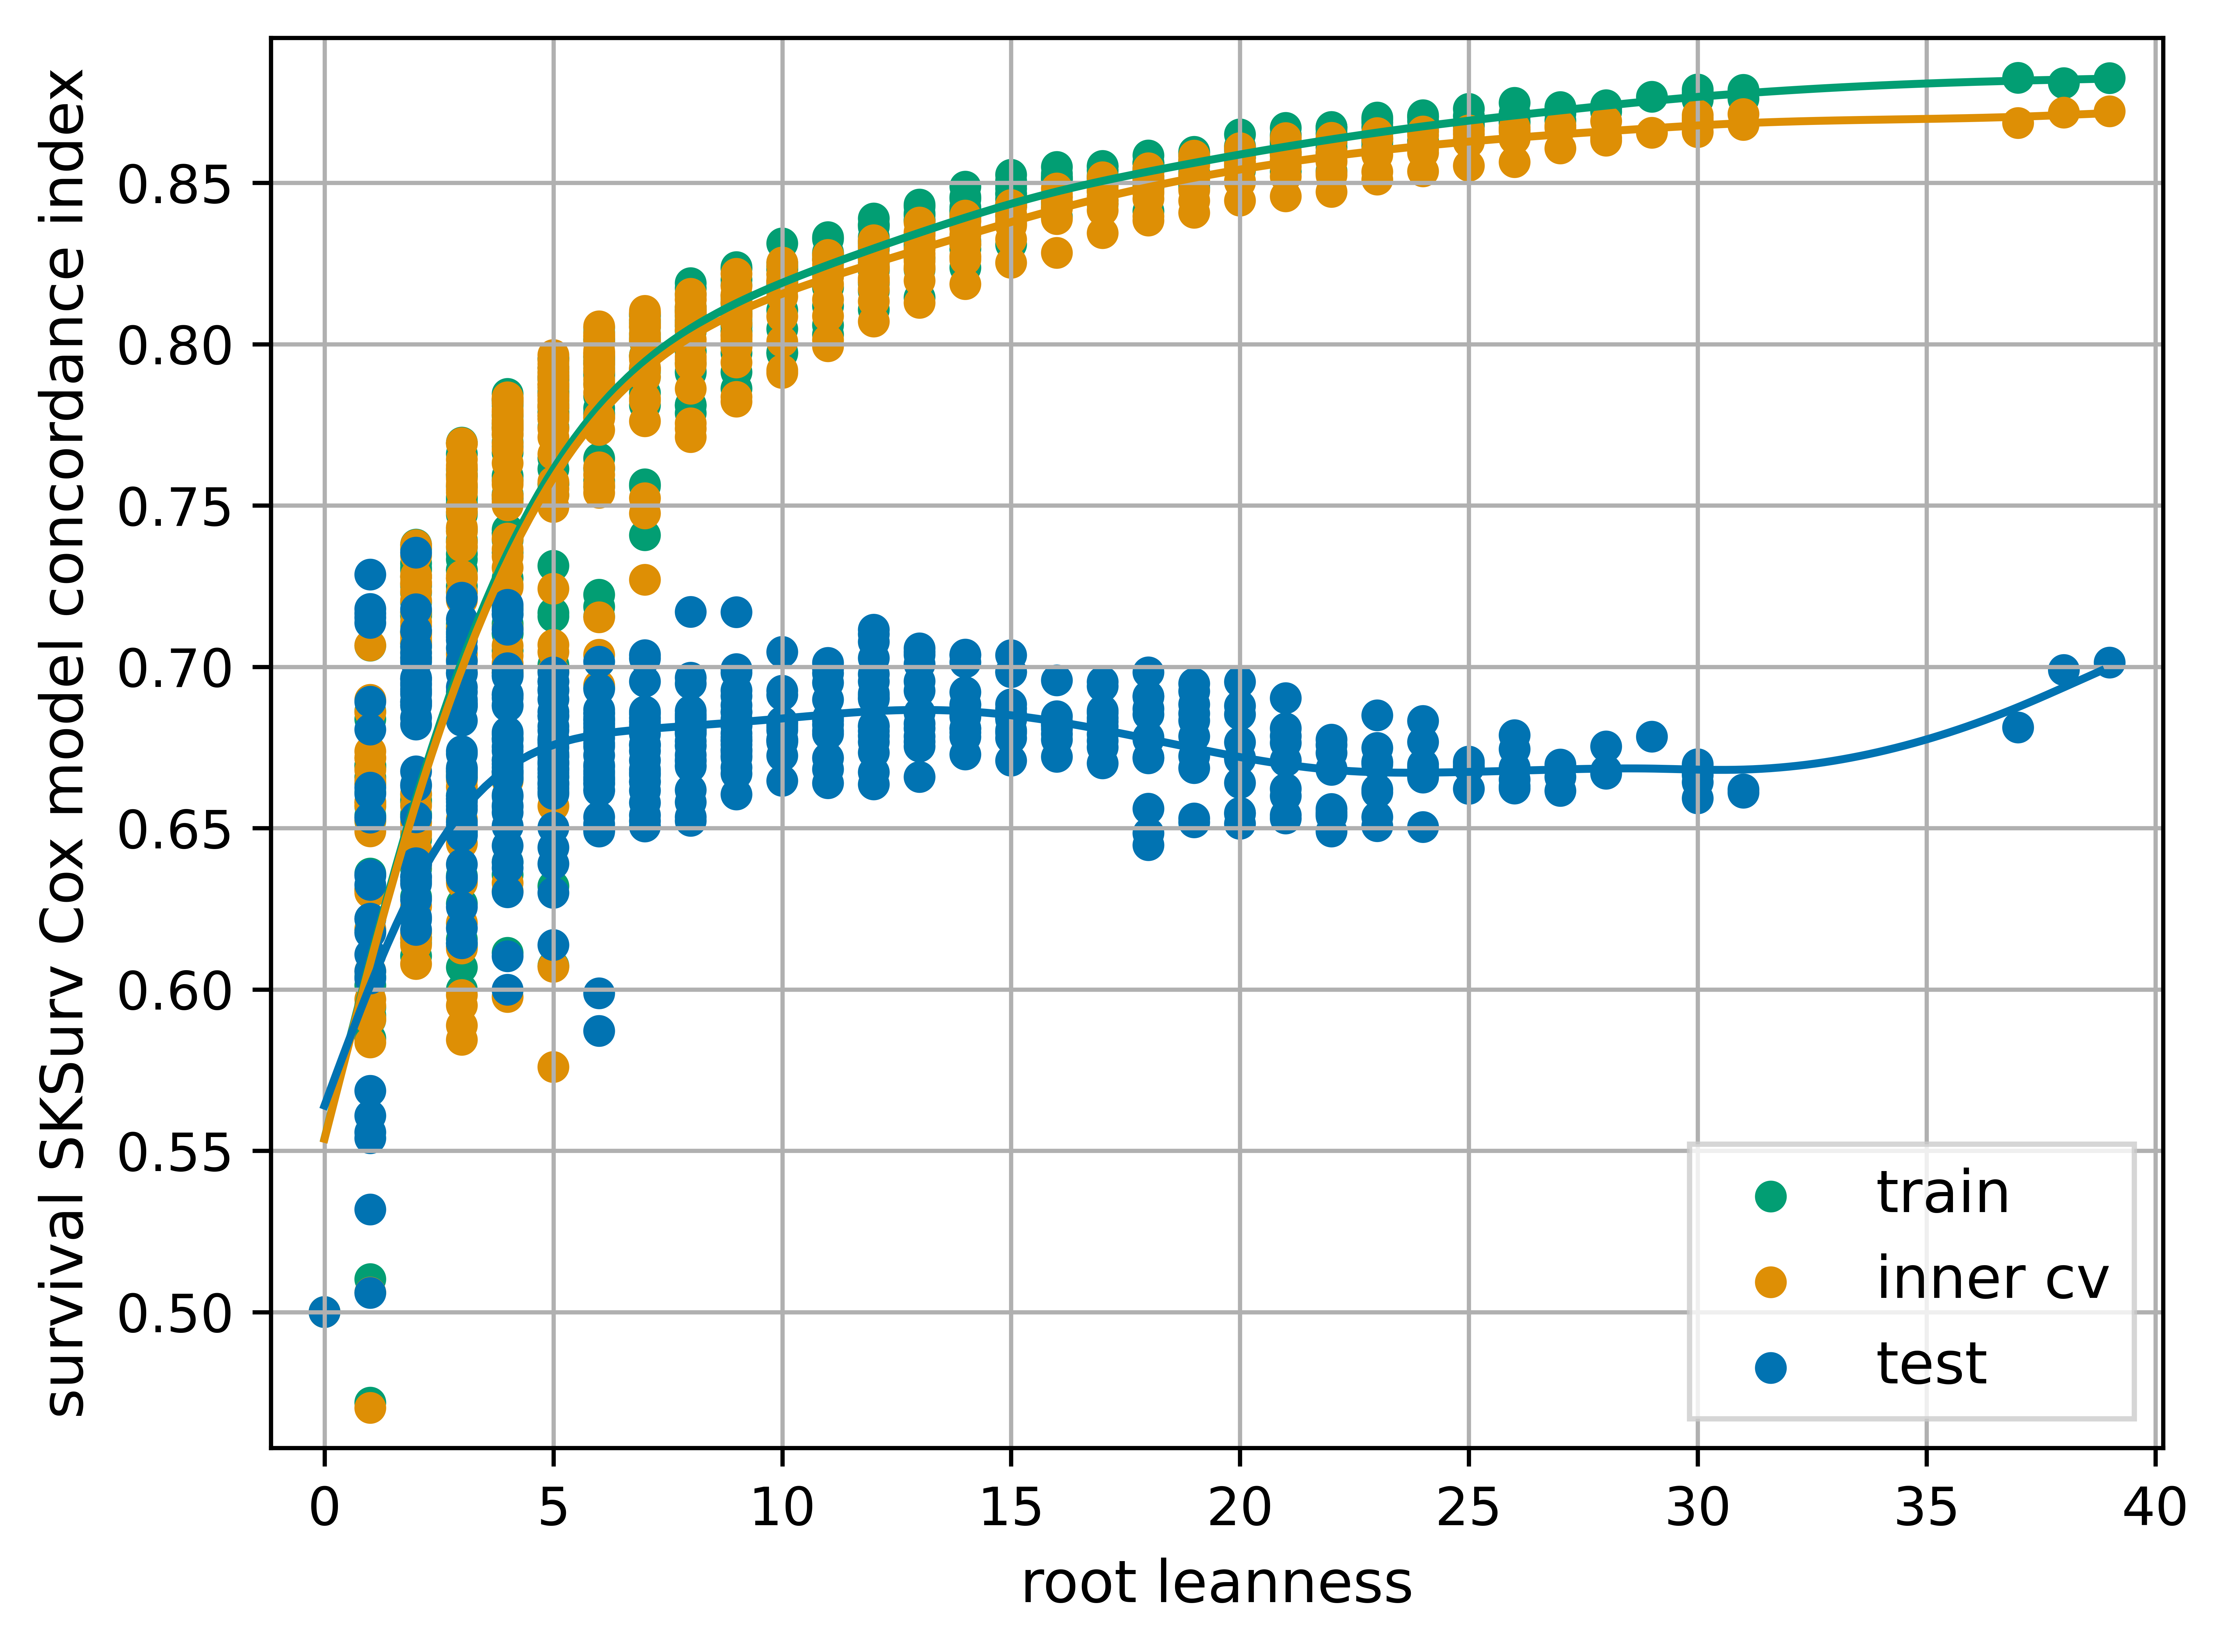 survival SKSurv Cox model concordance index
0.85
0.80
0.75
0.70
0.65
0.60
0.55
0.50
train
inner cv
test
0 5 10 15 20 25 30 35 40
root leanness